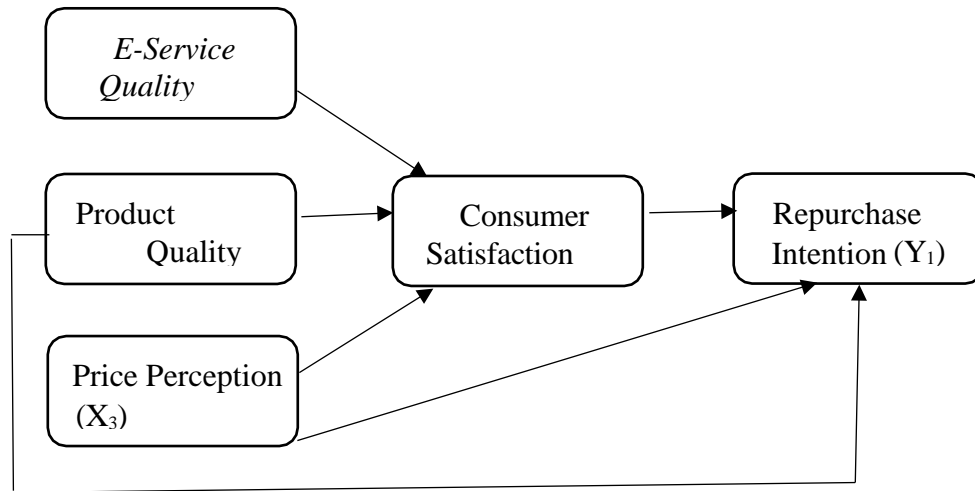 E-Service
Quality
Product
Quality
Consumer
Satisfaction
Repurchase
Intention (Y₁)
Price Perception
(X₃)